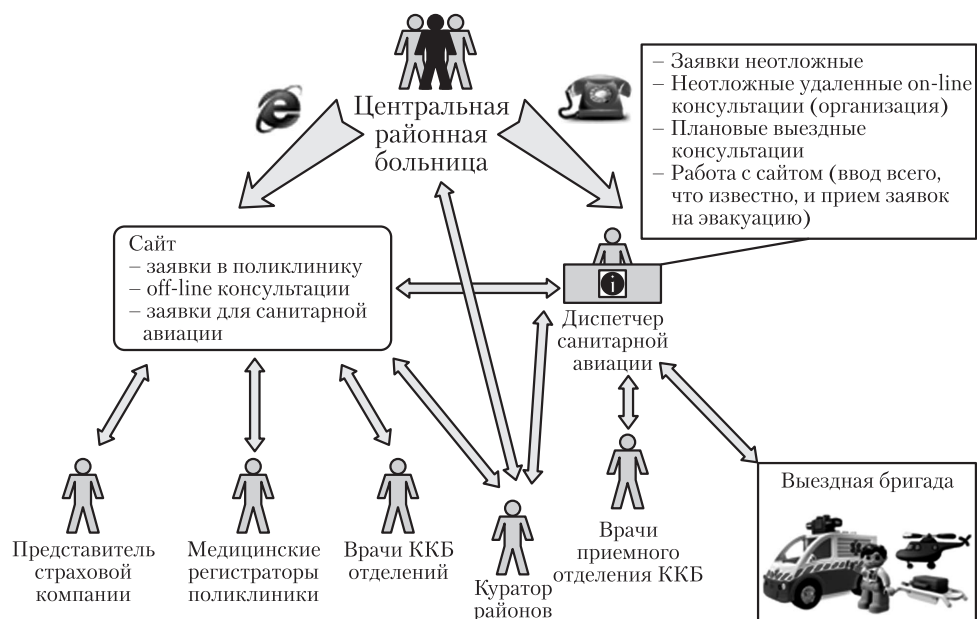 Центральная
районная
больница
– Заявки неотложные
– Неотложные удаленные on-line
консультации (организация)
– Плановые выездные
консультации
– Работа с сайтом (ввод всего,
что известно, и прием заявок
на эвакуацию)
Сайт
– заявки в поликлинику
– off-line консультации
– заявки для санитарной
авиации
Диспетчер
санитарной
авиации
Представитель
страховой
компании
Медицинские
регистраторы
поликлиники
Врачи ККБ
отделений
Куратор
районов
Врачи
приемного
отделения ККБ
Выездная бригада